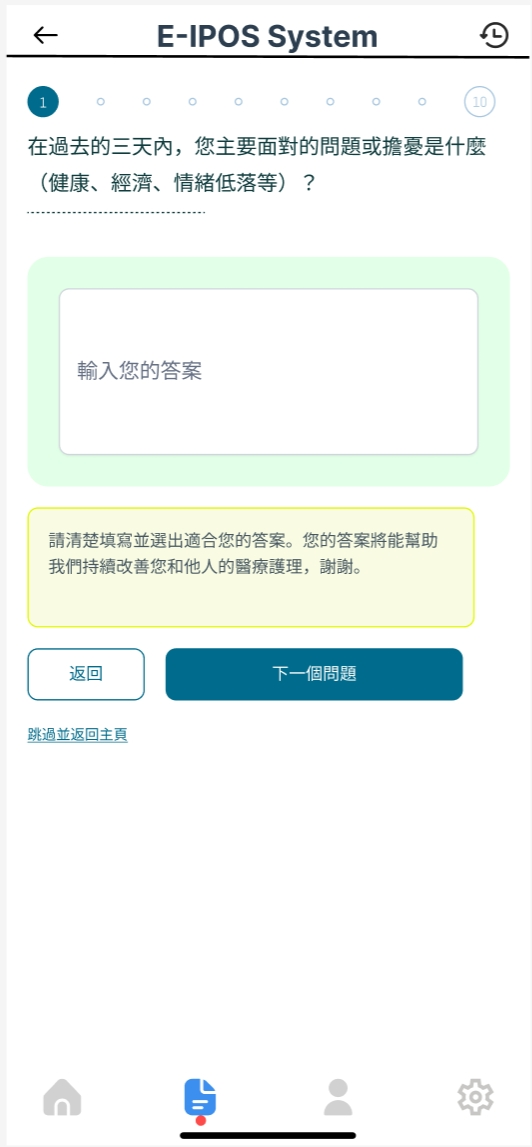 E-IPOS System
1
10
在過去的三天內，您主要面對的問題或擔憂是什麼
（健康、經濟、情緒低落等）？
輸入您的答案
請清楚填寫並選出適合您的答案。您的答案將能幫助
我們持續改善您和他人的醫療護理，謝謝。
返回
下一個問題
跳過並返回主頁